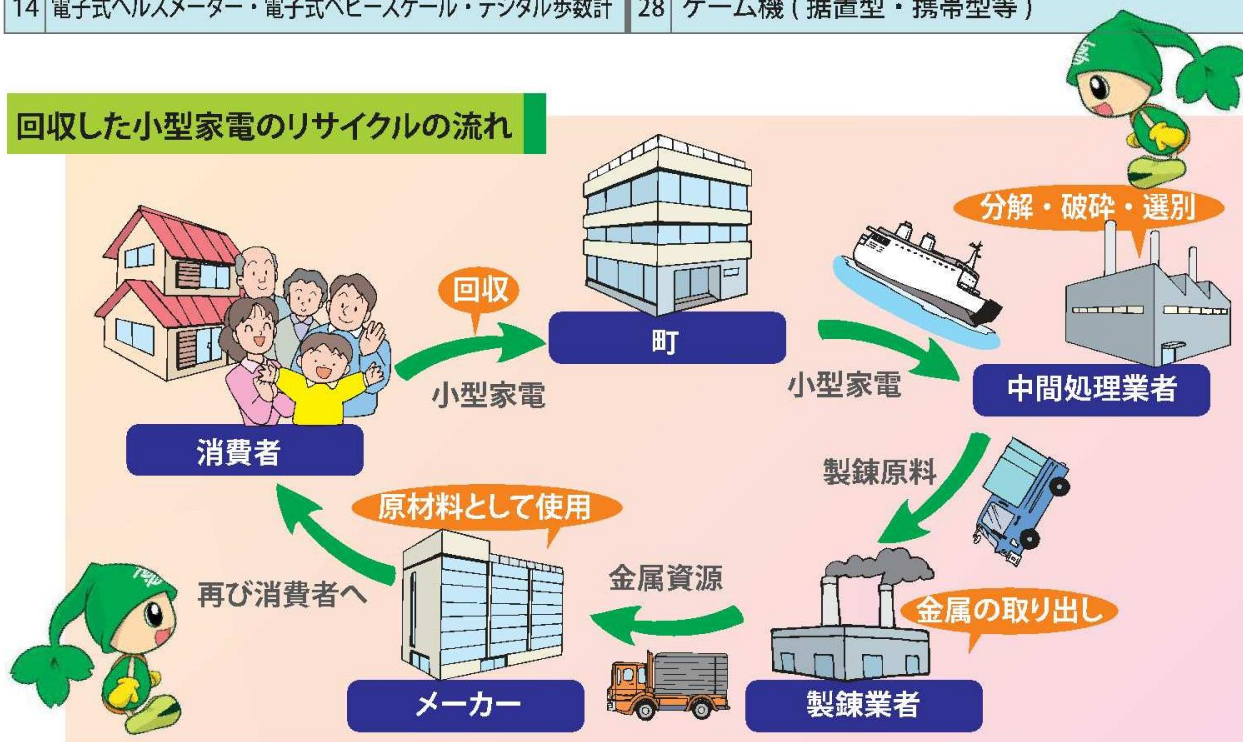 14 電子式ヘルスメーター・電子式ベビースケール・デジタル歩数計 28 ゲーム機(据置型・携帯型等)
回収した小型家電のリサイクルの流れ
分解・破砕・選別
回収
町
小型家電
小型家電
中間処理業者
消費者
製錬原料
原材料として使用
再び消費者へ
金属資源
金属の取り出し
メーカー
製錬業者